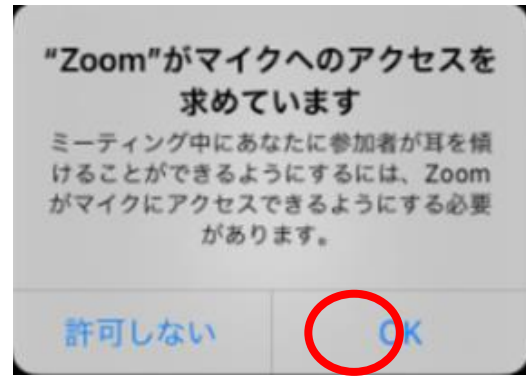 “Zoom”がマイクへのアクセスを
求めています
ミーティング中にあなたに参加者が耳を傾
けることができるようにするには、Zoom
がマイクにアクセスできるようにする必要
があります。
許可しない
OK